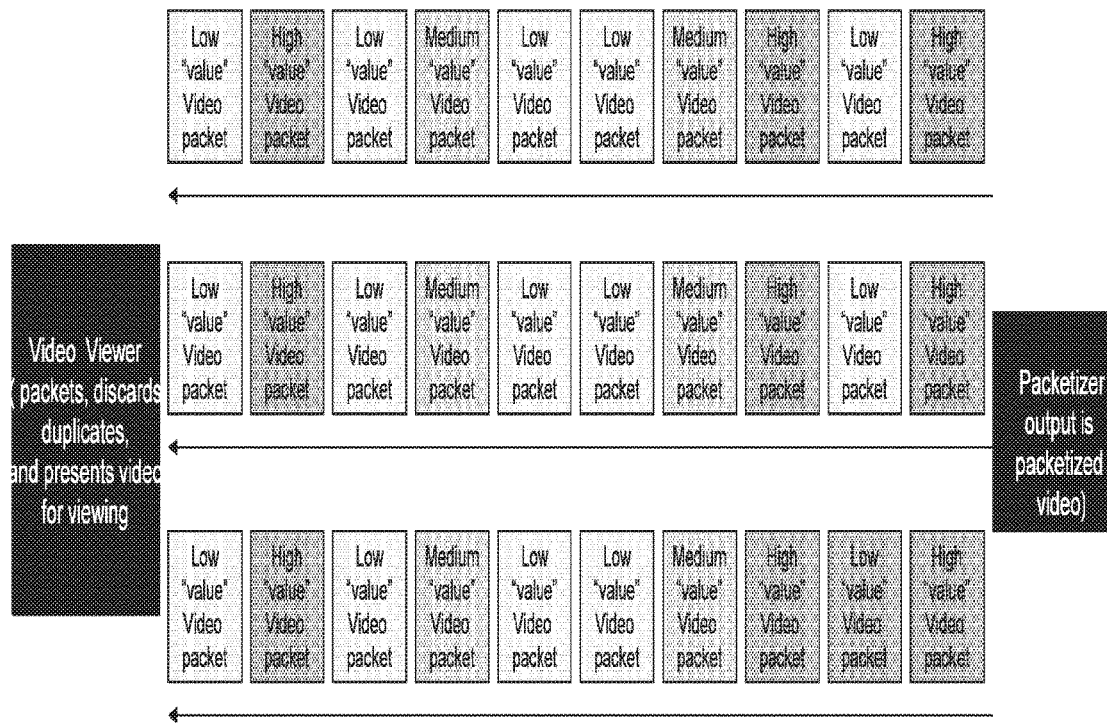 Low "value" Video packet
High "value" Video packet
Low "value" Video packet
Medium "value" Video packet
Low "value" Video packet
Low "value" Video packet
Medium "value" Video packet
High "value" Video packet
Low "value" Video packet
High "value" Video packet
Video Viewer
( packets, discards
duplicates,
and presents video
for viewing
Low "value" Video packet
High "value" Video packet
Low "value" Video packet
Medium "value" Video packet
Low "value" Video packet
Low "value" Video packet
Medium "value" Video packet
High "value" Video packet
Low "value" Video packet
High "value" Video packet
Packetizer
output is
packetized
video)
Low "value" Video packet
High "value" Video packet
Low "value" Video packet
Medium "value" Video packet
Low "value" Video packet
Low "value" Video packet
Medium "value" Video packet
High "value" Video packet
Low "value" Video packet
High "value" Video packet